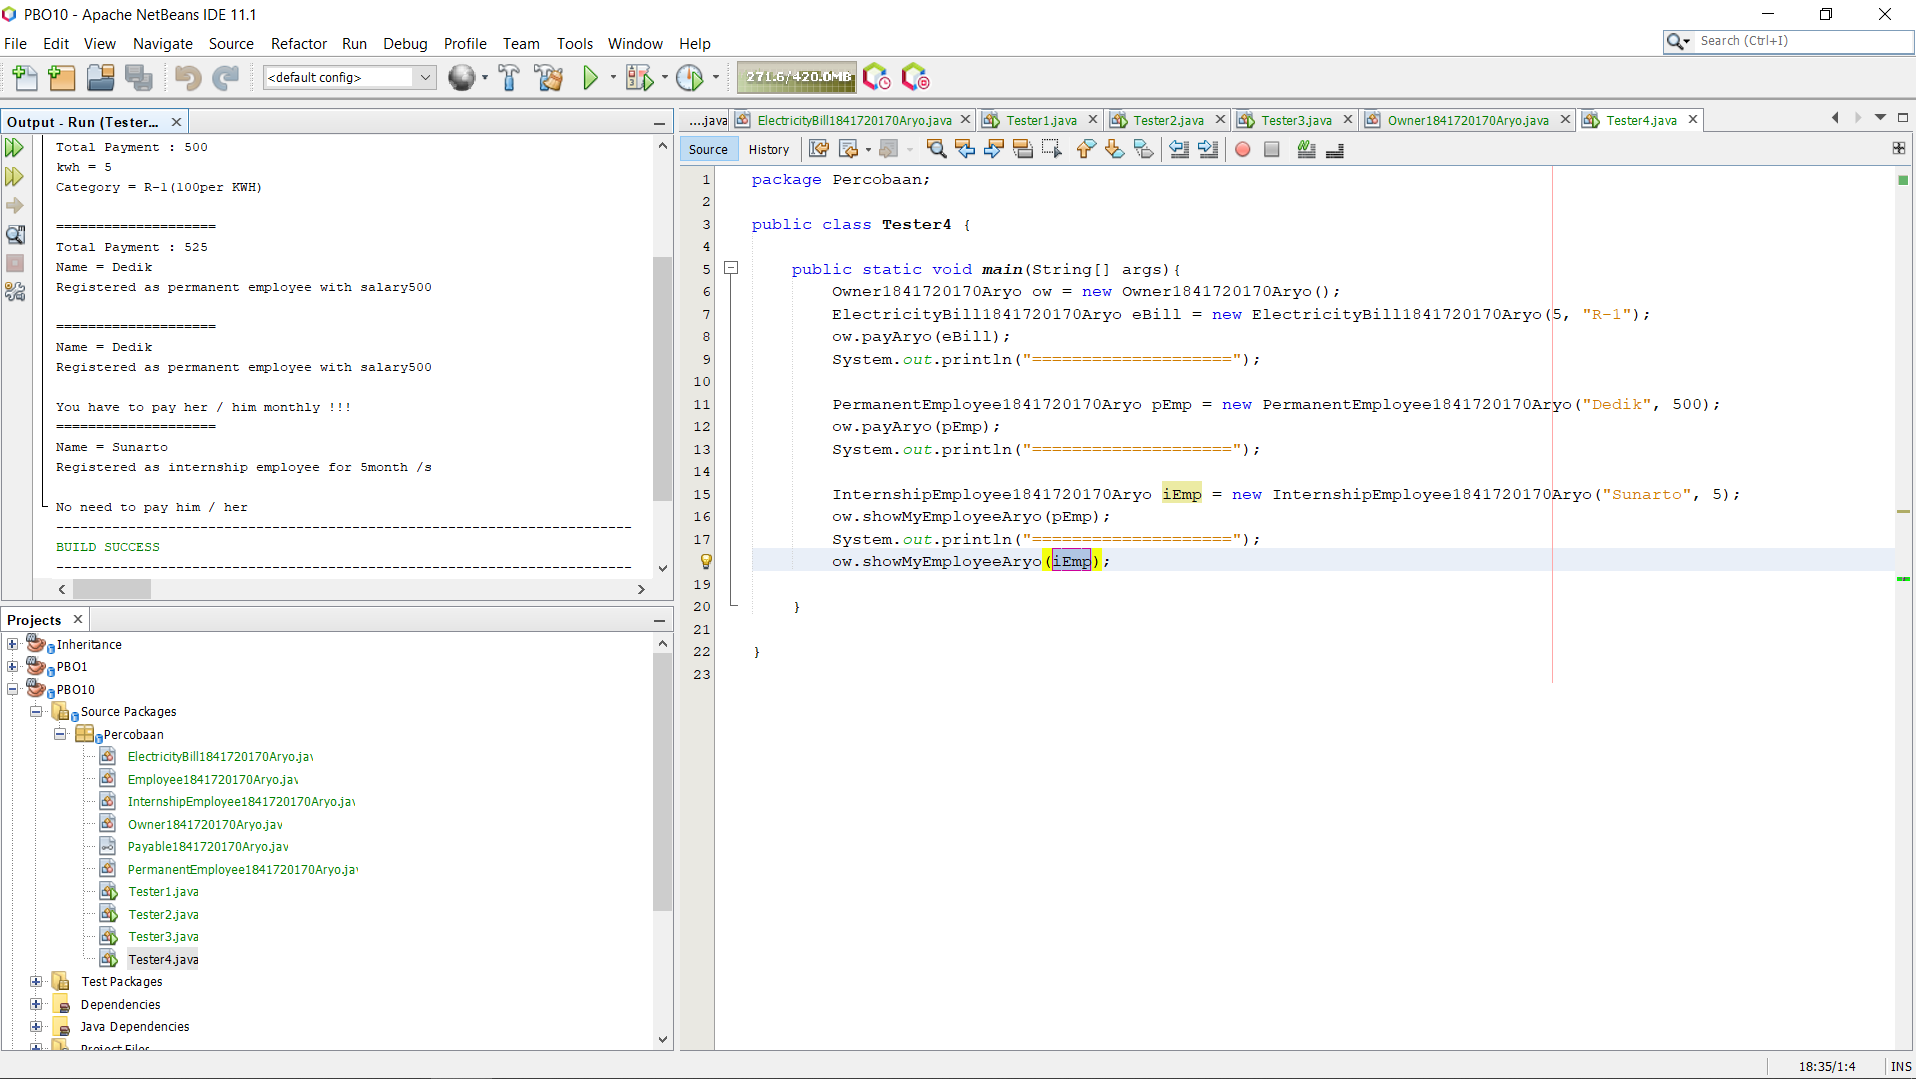 PBO10 - Apache NetBeans IDE 11.1
File Edit View Navigate Source Refactor Run Debug Profile Team Tools Window Help
Search (Ctrl+I)
<default config>
271.6/420.0MB
Output - Run (Tester...
Total Payment : 500
kwh = 5
Category = R-1(100per KWH)
====================
Total Payment : 525
Name = Dedik
Registered as permanent employee with salary500
====================
Name = Dedik
Registered as permanent employee with salary500
You have to pay her / him monthly !!!
====================
Name = Sunarto
Registered as internship employee for 5month /s
No need to pay him / her
------------------------------------------------------------------------
BUILD SUCCESS
------------------------------------------------------------------------
Projects
Inheritance
PBO1
PBO10
Source Packages
Percobaan
ElectricityBill1841720170Aryo.jav
Employee1841720170Aryo.jav
InternshipEmployee1841720170Aryo.jav
Owner1841720170Aryo.jav
Payable1841720170Aryo.jav
PermanentEmployee1841720170Aryo.jav
Tester1.java
Tester2.java
Tester3.java
Tester4.java
Test Packages
Dependencies
Java Dependencies
Project Files
....java ElectricityBill1841720170Aryo.java Tester1.java Tester2.java Tester3.java Owner1841720170Aryo.java Tester4.java
Source History
1 package Percobaan;
2
3 public class Tester4 {
4
5 public static void main(String[] args){
6 Owner1841720170Aryo ow = new Owner1841720170Aryo();
7 ElectricityBill1841720170Aryo eBill = new ElectricityBill1841720170Aryo(5, "R-1");
8 ow.payAryo(eBill);
9 System.out.println("====================");
10
11 PermanentEmployee1841720170Aryo pEmp = new PermanentEmployee1841720170Aryo("Dedik", 500);
12 ow.payAryo(pEmp);
13 System.out.println("====================");
14
15 InternshipEmployee1841720170Aryo iEmp = new InternshipEmployee1841720170Aryo("Sunarto", 5);
16 ow.showMyEmployeeAryo(pEmp);
17 System.out.println("====================");
ow.showMyEmployeeAryo(iEmp);
19
20 }
21
22 }
23
18:35/1:4 INS